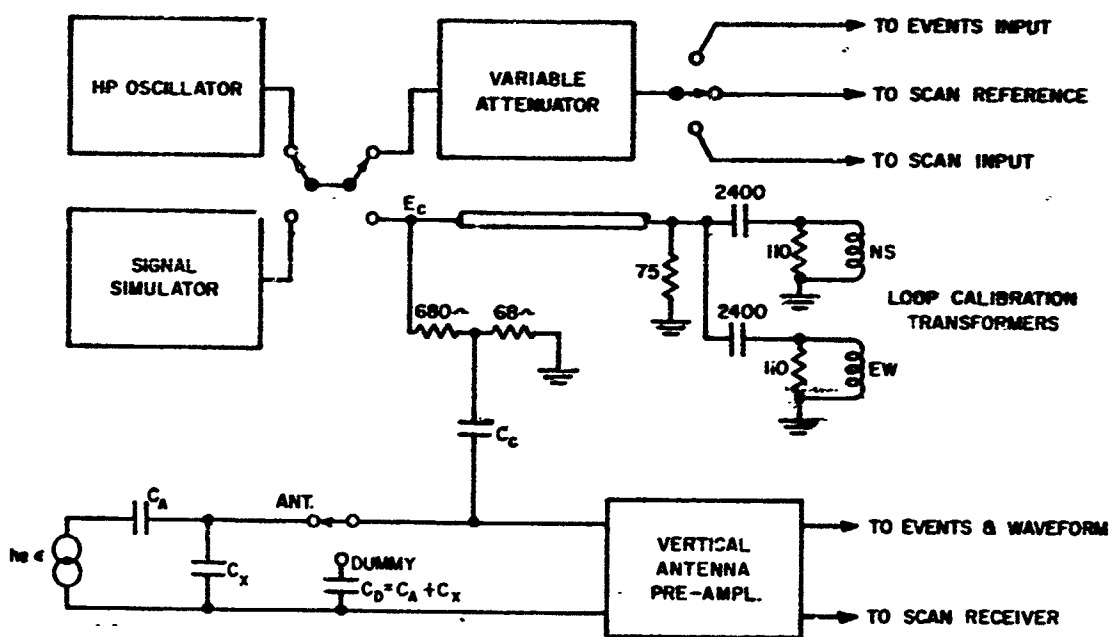 HP OSCILLATOR
VARIABLE
ATTENUATOR
TO EVENTS INPUT
TO SCAN REFERENCE
TO SCAN INPUT
SIGNAL
SIMULATOR
Ec
2400
110
NS
75
LOOP CALIBRATION
TRANSFORMERS
2400
110
EW
680~
68~
Cc
CA
ANT.
Cx
DUMMY
CD=CA+CX
VERTICAL
ANTENNA
PRE-AMPL.
TO EVENTS & WAVEFORM
TO SCAN RECEIVER